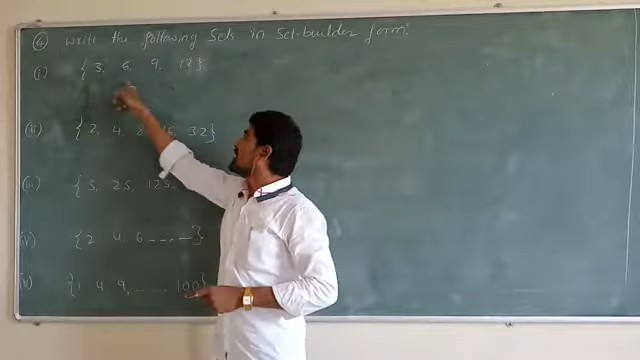 ④ Write the following Sets in Set-builder form.
(i) {3, 6, 9, 12}
(ii) {2, 4, 8, 16, 32}
(iii) {5, 25, 125,
(iv) {2 4, 6 ......}
(v) {1 4 9, ...... 100}